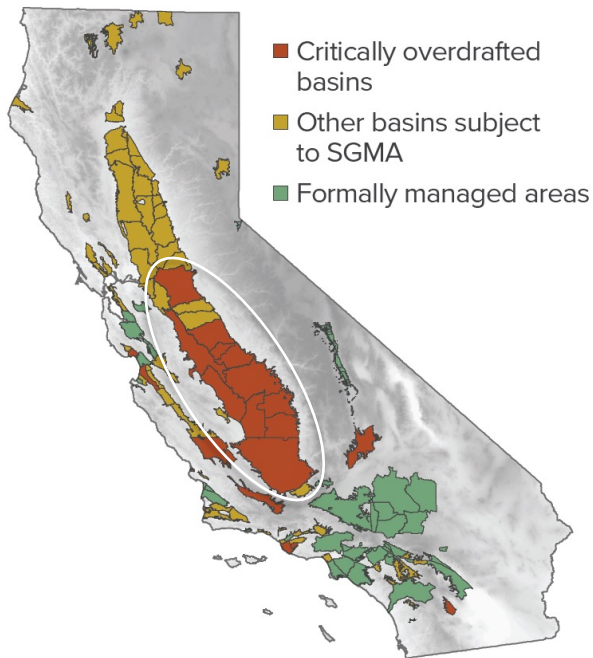 Critically overdrafted
basins
Other basins subject
to SGMA
Formally managed areas